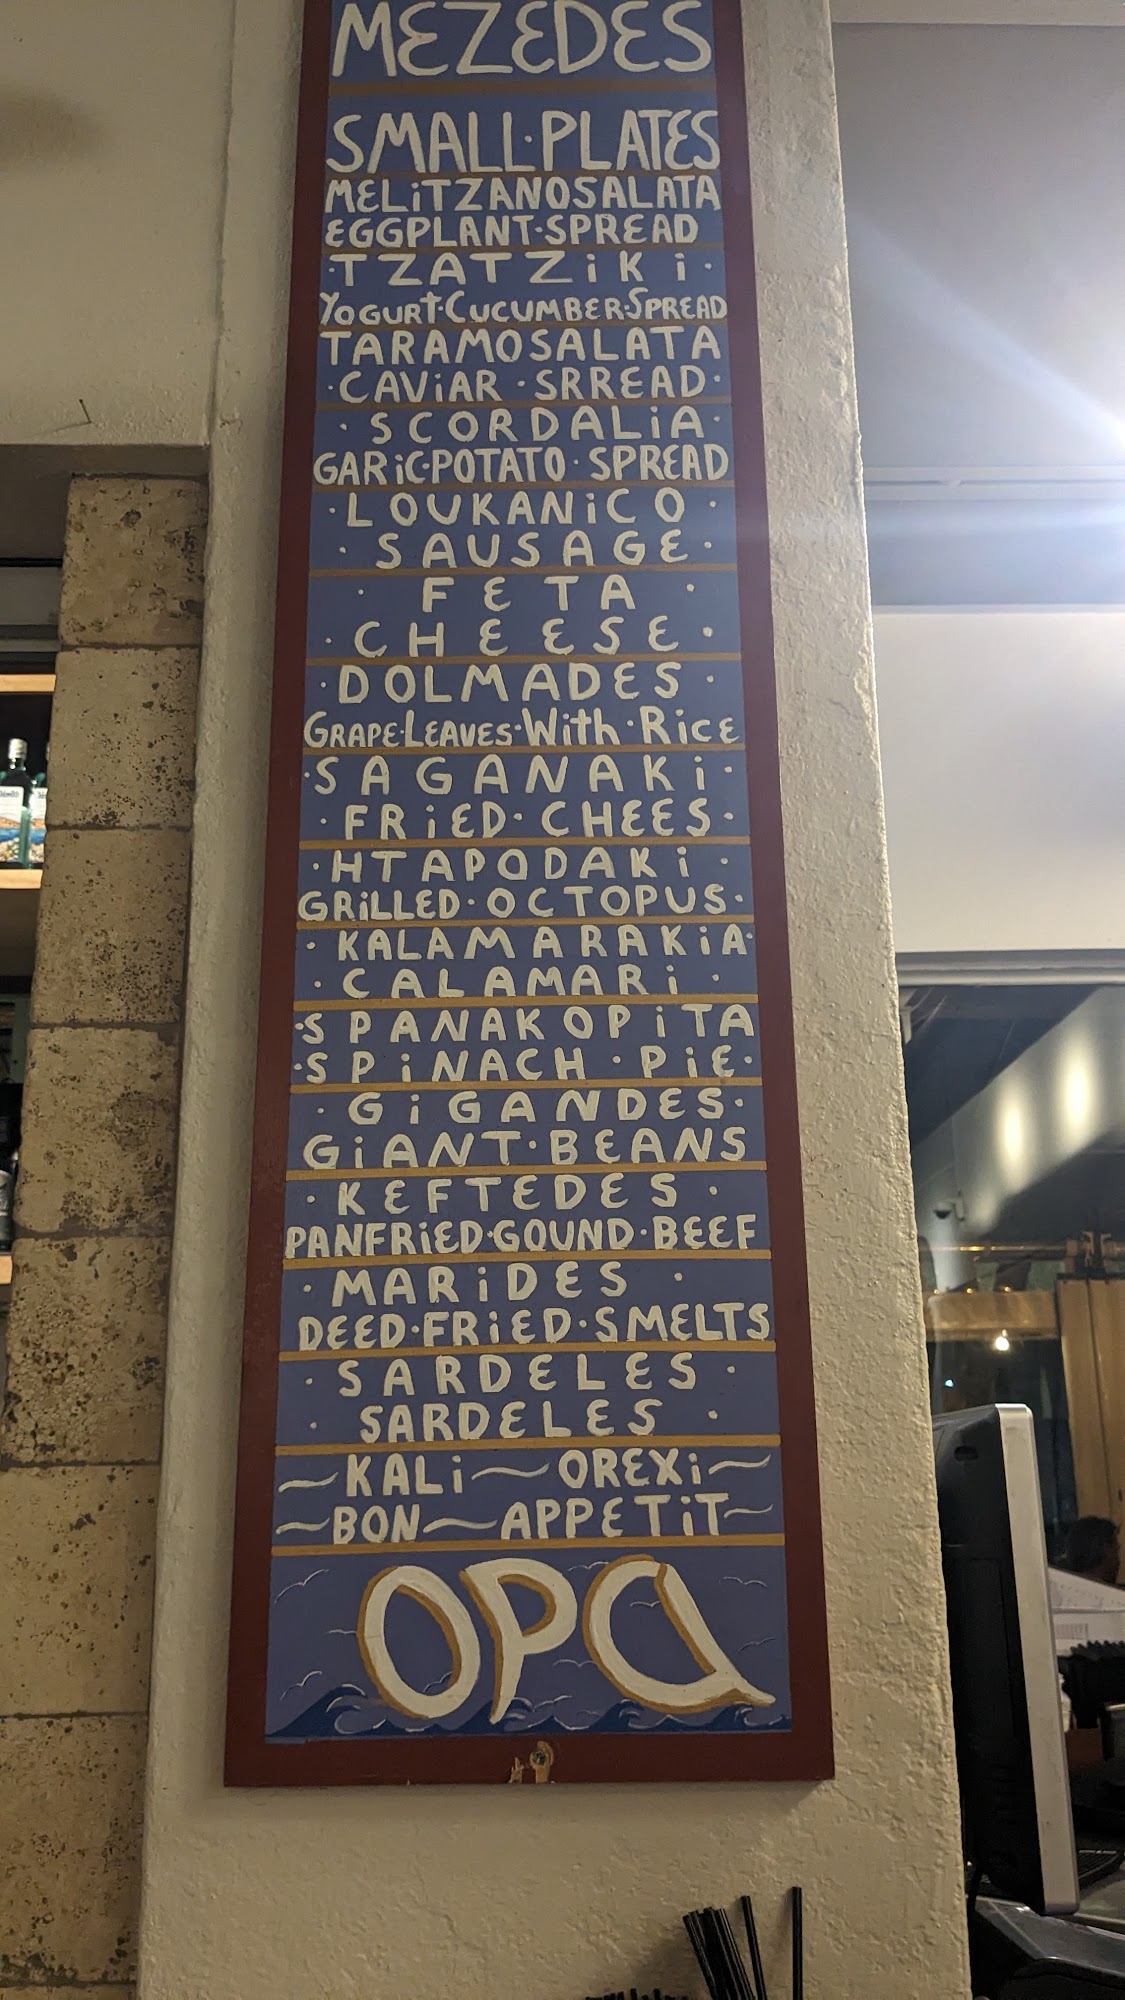 MEZEDES
SMALL·PLATES
MELiTZANOSALATA
EGGPLANT·SPREAD
·TZATZiKi·
YoGURt·CUCUMBER·SPREAD
TARAMOSALATA
·CAViAR·SRREAD·
·SCORDALiA·
GARiC·POTATO·SPREAD
·LOUKANiCO·
·SAUSAGE·
·FETA·
·CHEESE·
·DOLMADES·
GRAPE·LEAVES·With·Rice
·SAGANAKi·
·FRiED·CHEES·
·HTAPODAKi·
GRiLLED·OCTOPUS·
·KALAMARAKiA·
·CALAMARi·
·SPANAKOPiTA
·SPiNACH·PiE·
·GiGANDES·
GiANT·BEANS
·KEFTEDES·
PANFRiED·GOUND·BEEF
·MARiDES·
DEED·FRiED·SMELTS
·SARDELES·
·SARDELES·
~KALi~OREXi~
~BON~APPETiT~
OPA